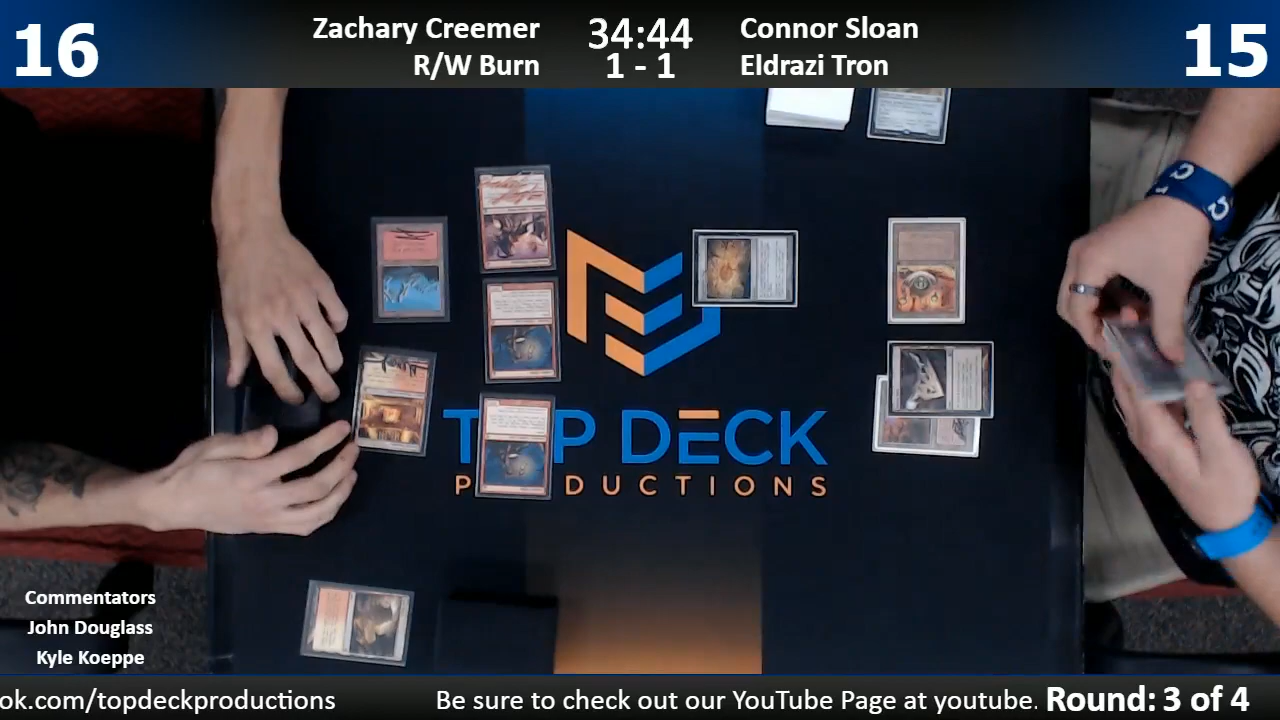 16
Zachary Creemer
R/W Burn
34:44
1 - 1
Connor Sloan
Eldrazi Tron
15
TOP DECK
PRODUCTIONS
Commentators
John Douglass
Kyle Koeppe
ok.com/topdeckproductions
Be sure to check out our YouTube Page at youtube.
Round: 3 of 4